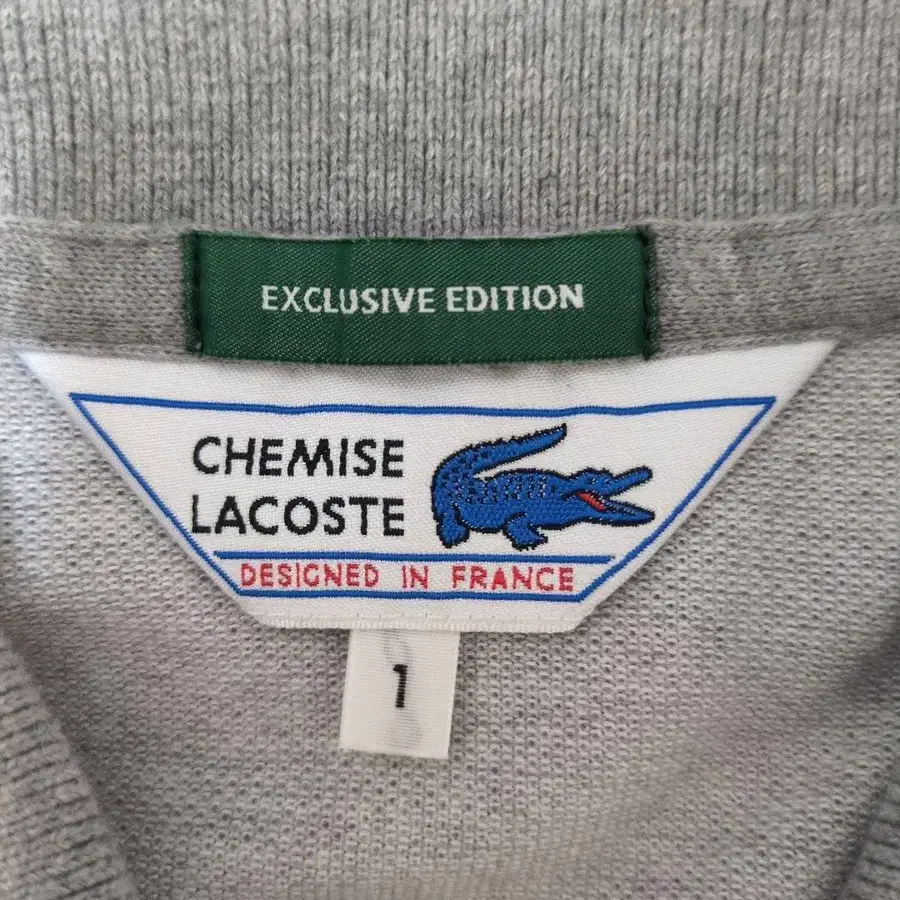 EXCLUSIVE EDITION
CHEMISE
LACOSTE
DESIGNED IN FRANCE
1